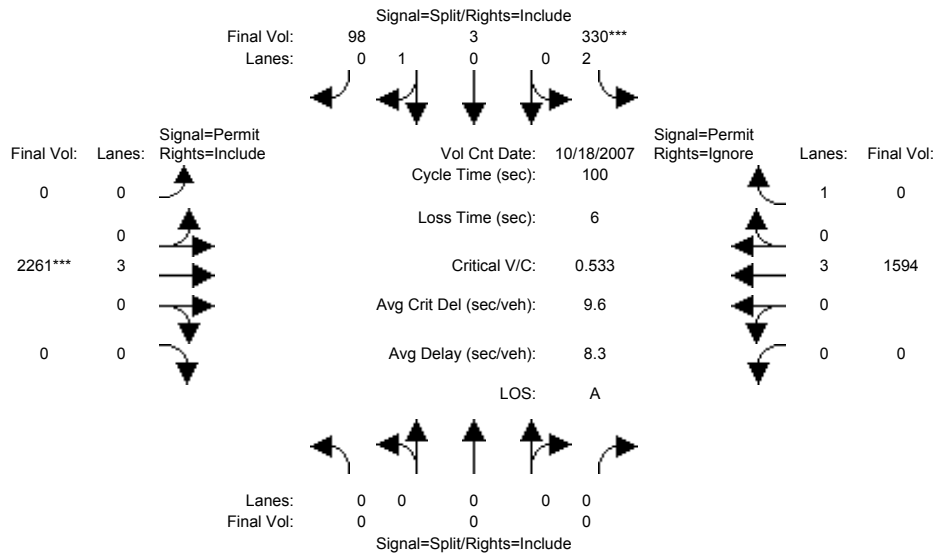 Signal=Split/Rights=Include
Final Vol: 98 3 330***
Lanes: 0 1 0 0 2
Signal=Permit Signal=Permit
Final Vol: Lanes: Rights=Include Vol Cnt Date: 10/18/2007 Rights=Ignore Lanes: Final Vol:
Cycle Time (sec): 100
0 0 1 0
Loss Time (sec): 6
0 0
2261*** 3 Critical V/C: 0.533 3 1594
0 Avg Crit Del (sec/veh): 9.6 0
0 0 Avg Delay (sec/veh): 8.3 0 0
LOS: A
Lanes: 0 0 0 0 0
Final Vol: 0 0 0
Signal=Split/Rights=Include